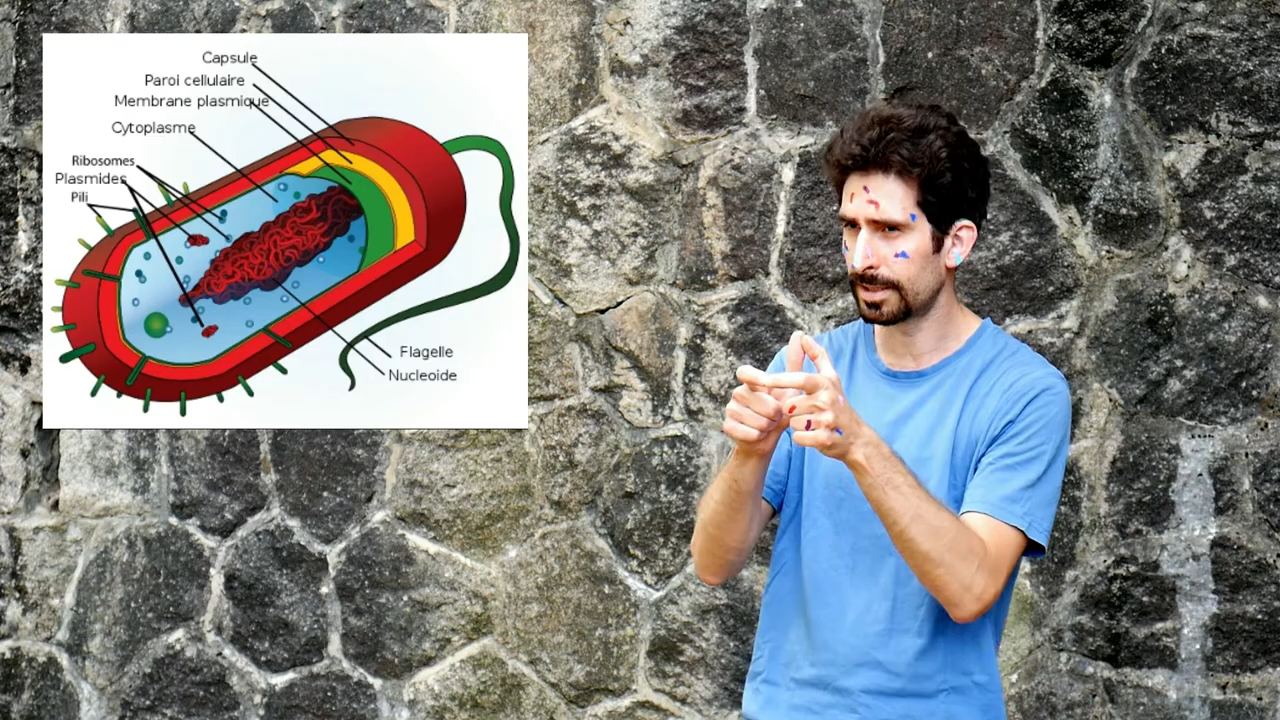 Capsule
Paroi cellulaire
Membrane plasmique
Cytoplasme
Ribosomes
Plasmides
Pili
Flagelle
Nucleoide